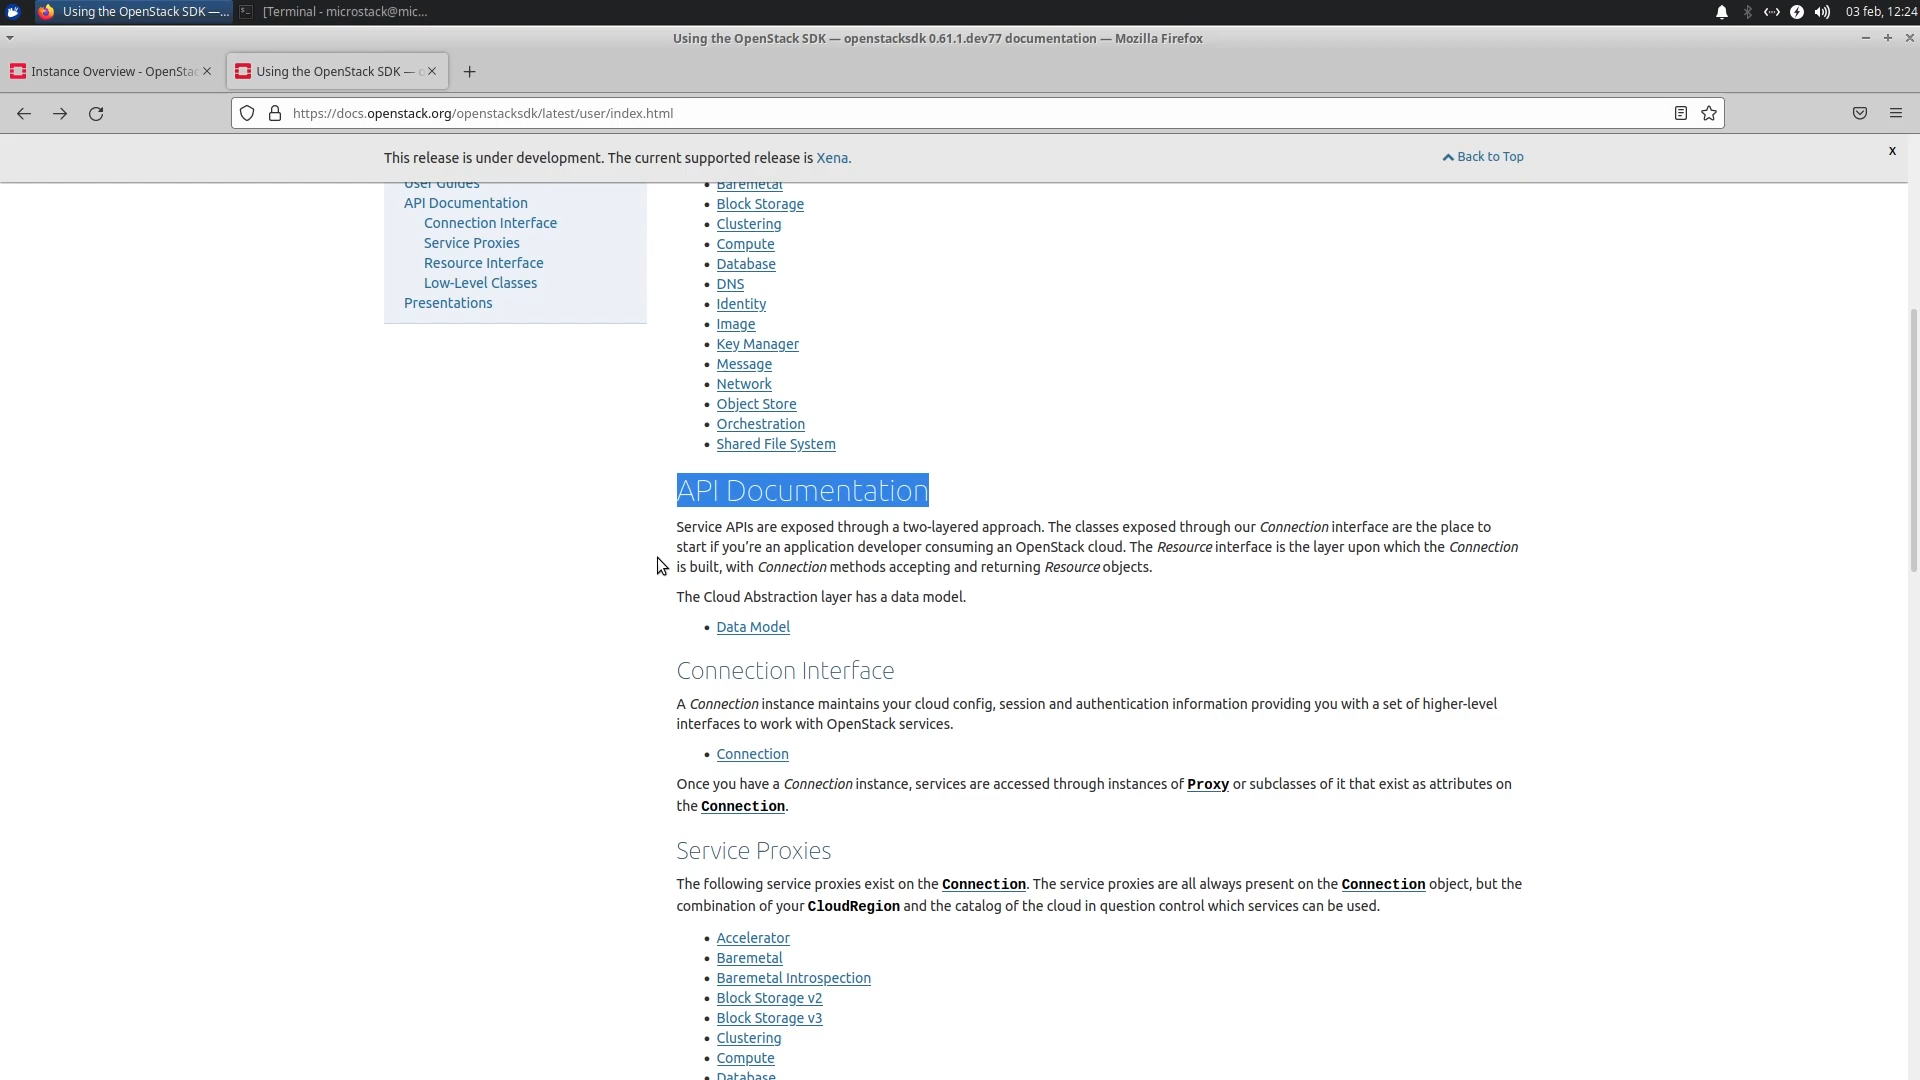 Using the OpenStack SDK —...
[Terminal - microstack@mic...
03 feb, 12:24
Using the OpenStack SDK — openstacksdk 0.61.1.dev77 documentation — Mozilla Firefox
Instance Overview - OpenStac
Using the OpenStack SDK — o
https://docs.openstack.org/openstacksdk/latest/user/index.html
This release is under development. The current supported release is Xena.
Back to Top
x
User Guides
API Documentation
Connection Interface
Service Proxies
Resource Interface
Low-Level Classes
Presentations
• Baremetal
• Block Storage
• Clustering
• Compute
• Database
• DNS
• Identity
• Image
• Key Manager
• Message
• Network
• Object Store
• Orchestration
• Shared File System
API Documentation
Service APIs are exposed through a two-layered approach. The classes exposed through our Connection interface are the place to
start if you’re an application developer consuming an OpenStack cloud. The Resource interface is the layer upon which the Connection
is built, with Connection methods accepting and returning Resource objects.
The Cloud Abstraction layer has a data model.
• Data Model
Connection Interface
A Connection instance maintains your cloud config, session and authentication information providing you with a set of higher-level
interfaces to work with OpenStack services.
• Connection
Once you have a Connection instance, services are accessed through instances of Proxy or subclasses of it that exist as attributes on
the Connection.
Service Proxies
The following service proxies exist on the Connection. The service proxies are all always present on the Connection object, but the
combination of your CloudRegion and the catalog of the cloud in question control which services can be used.
• Accelerator
• Baremetal
• Baremetal Introspection
• Block Storage v2
• Block Storage v3
• Clustering
• Compute
• Database